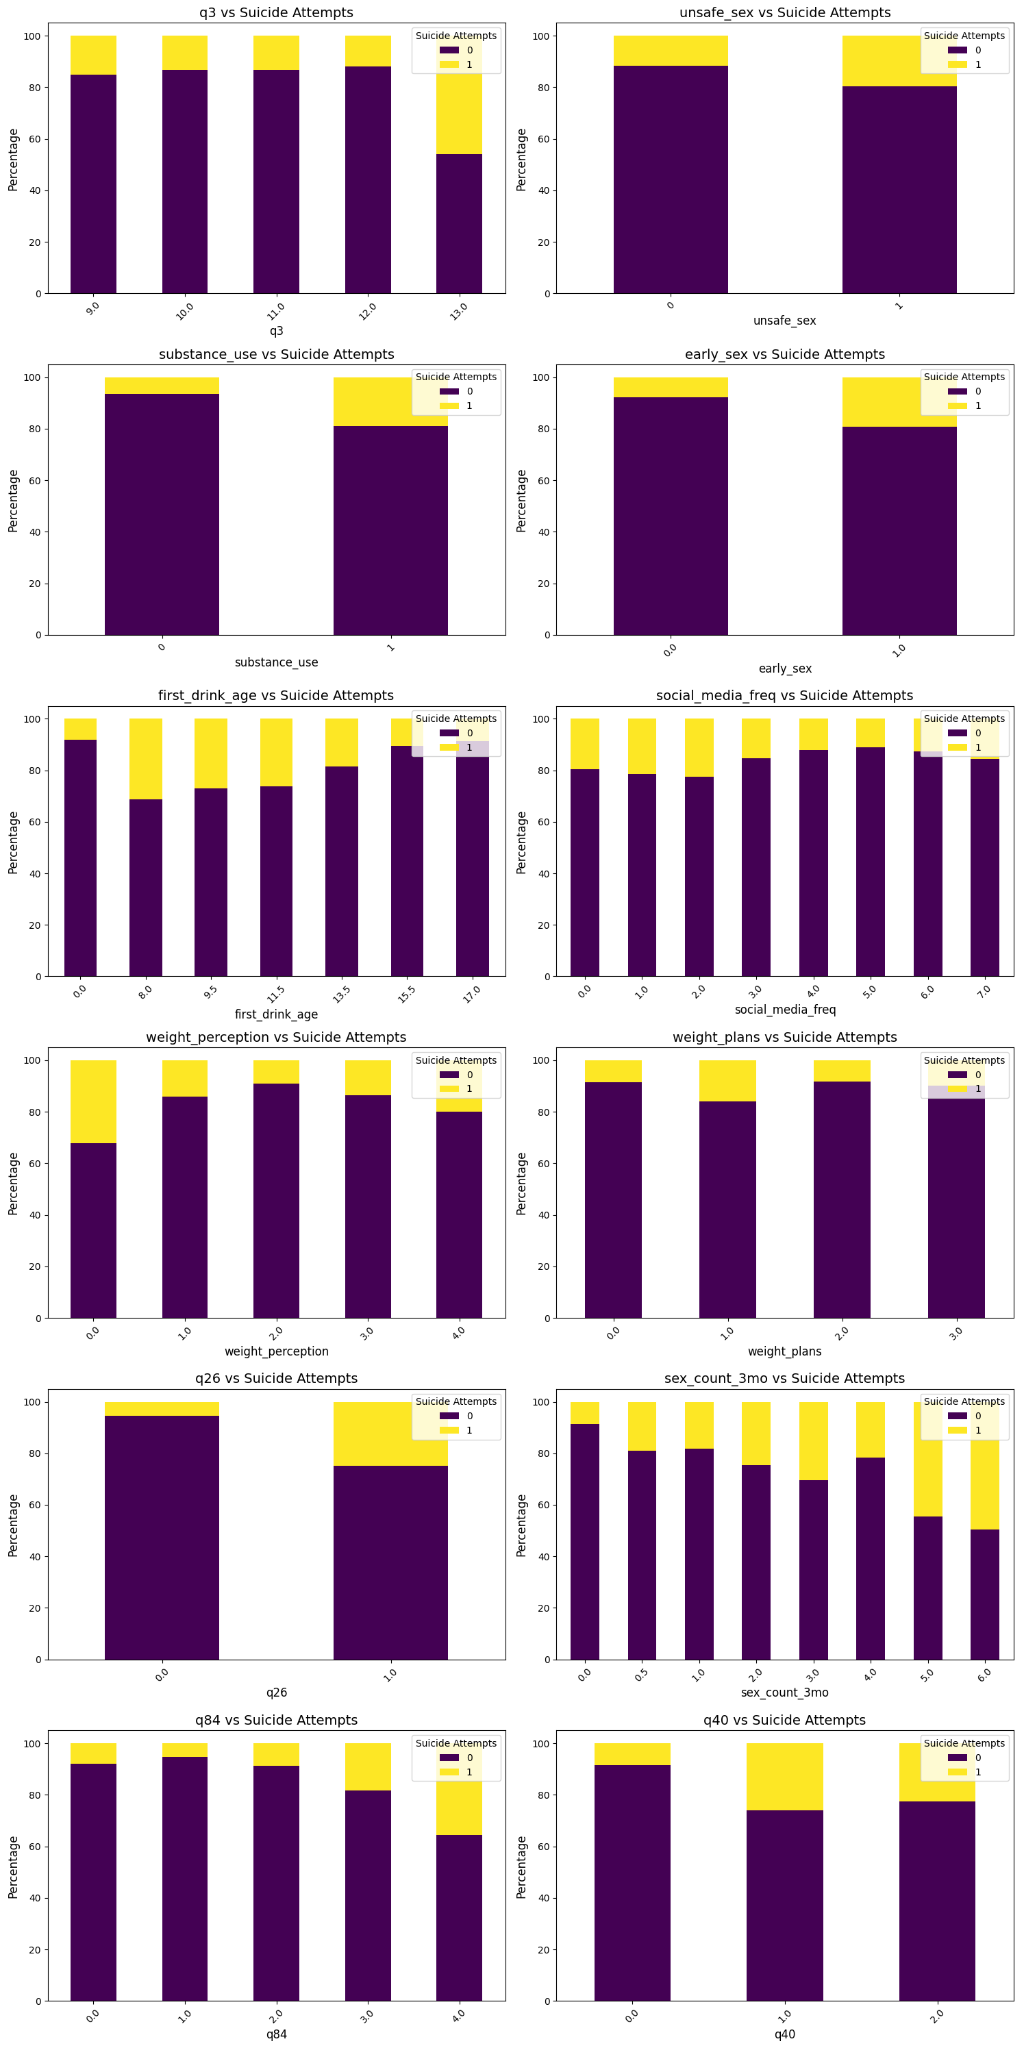 q3 vs Suicide Attempts
Percentage
100
80
60
40
20
0
9.0 10.0 11.0 12.0 13.0
q3
Suicide Attempts
0
1
unsafe_sex vs Suicide Attempts
Percentage
100
80
60
40
20
0
0 1
unsafe_sex
Suicide Attempts
0
1
substance_use vs Suicide Attempts
Percentage
100
80
60
40
20
0
0 1
substance_use
Suicide Attempts
0
1
early_sex vs Suicide Attempts
Percentage
100
80
60
40
20
0
0.0 1.0
early_sex
Suicide Attempts
0
1
first_drink_age vs Suicide Attempts
Percentage
100
80
60
40
20
0
0.0 8.0 9.5 11.5 13.5 15.5 17.0
first_drink_age
Suicide Attempts
0
1
social_media_freq vs Suicide Attempts
Percentage
100
80
60
40
20
0
0.0 1.0 2.0 3.0 4.0 5.0 6.0 7.0
social_media_freq
Suicide Attempts
0
1
weight_perception vs Suicide Attempts
Percentage
100
80
60
40
20
0
0.0 1.0 2.0 3.0 4.0
weight_perception
Suicide Attempts
0
1
weight_plans vs Suicide Attempts
Percentage
100
80
60
40
20
0
0.0 1.0 2.0 3.0
weight_plans
Suicide Attempts
0
1
q26 vs Suicide Attempts
Percentage
100
80
60
40
20
0
0.0 1.0
q26
Suicide Attempts
0
1
sex_count_3mo vs Suicide Attempts
Percentage
100
80
60
40
20
0
0.0 0.5 1.0 2.0 3.0 4.0 5.0 6.0
sex_count_3mo
Suicide Attempts
0
1
q84 vs Suicide Attempts
Percentage
100
80
60
40
20
0
0.0 1.0 2.0 3.0 4.0
q84
Suicide Attempts
0
1
q40 vs Suicide Attempts
Percentage
100
80
60
40
20
0
0.0 1.0 2.0
q40
Suicide Attempts
0
1